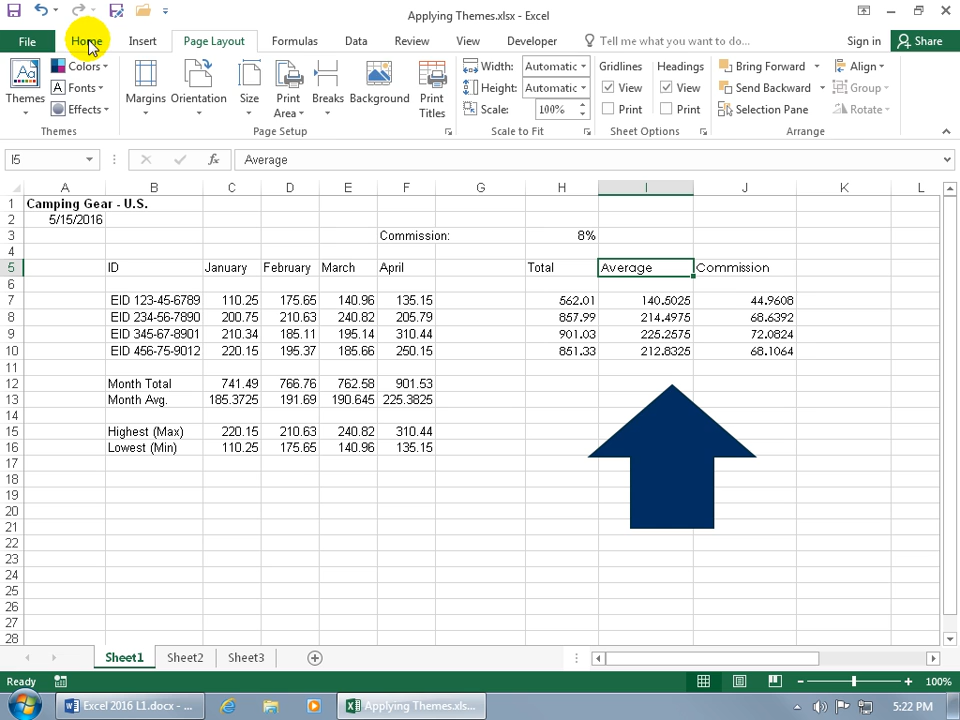 Applying Themes.xlsx - Excel
File Home Insert Page Layout Formulas Data Review View Developer Tell me what you want to do... Sign in Share
Themes Colors Fonts Effects
Margins Orientation Size Print Area Breaks Background Print Titles
Width: Automatic
Height: Automatic
Scale: 100%
Gridlines Headings
View View
Print Print
Bring Forward
Send Backward
Selection Pane
Align
Group
Rotate
Themes Page Setup Scale to Fit Sheet Options Arrange
I5 fx Average
A B C D E F G H I J K L
1 Camping Gear - U.S.
2 5/15/2016
3 Commission: 8%
4
5 ID January February March April Total Average Commission
6
7 EID 123-45-6789 110.25 175.65 140.96 135.15 562.01 140.5025 44.9608
8 EID 234-56-7890 200.75 210.63 240.82 205.79 857.99 214.4975 68.6392
9 EID 345-67-8901 210.34 185.11 195.14 310.44 901.03 225.2575 72.0824
10 EID 456-75-9012 220.15 195.37 185.66 250.15 851.33 212.8325 68.1064
11
12 Month Total 741.49 766.76 762.58 901.53
13 Month Avg. 185.3725 191.69 190.645 225.3825
14
15 Highest (Max) 220.15 210.63 240.82 310.44
16 Lowest (Min) 110.25 175.65 140.96 135.15
17
18
19
20
21
22
23
24
25
26
27
28
Sheet1 Sheet2 Sheet3
Ready 100%
Excel 2016 L1.docx - ... Applying Themes.xls... 5:22 PM